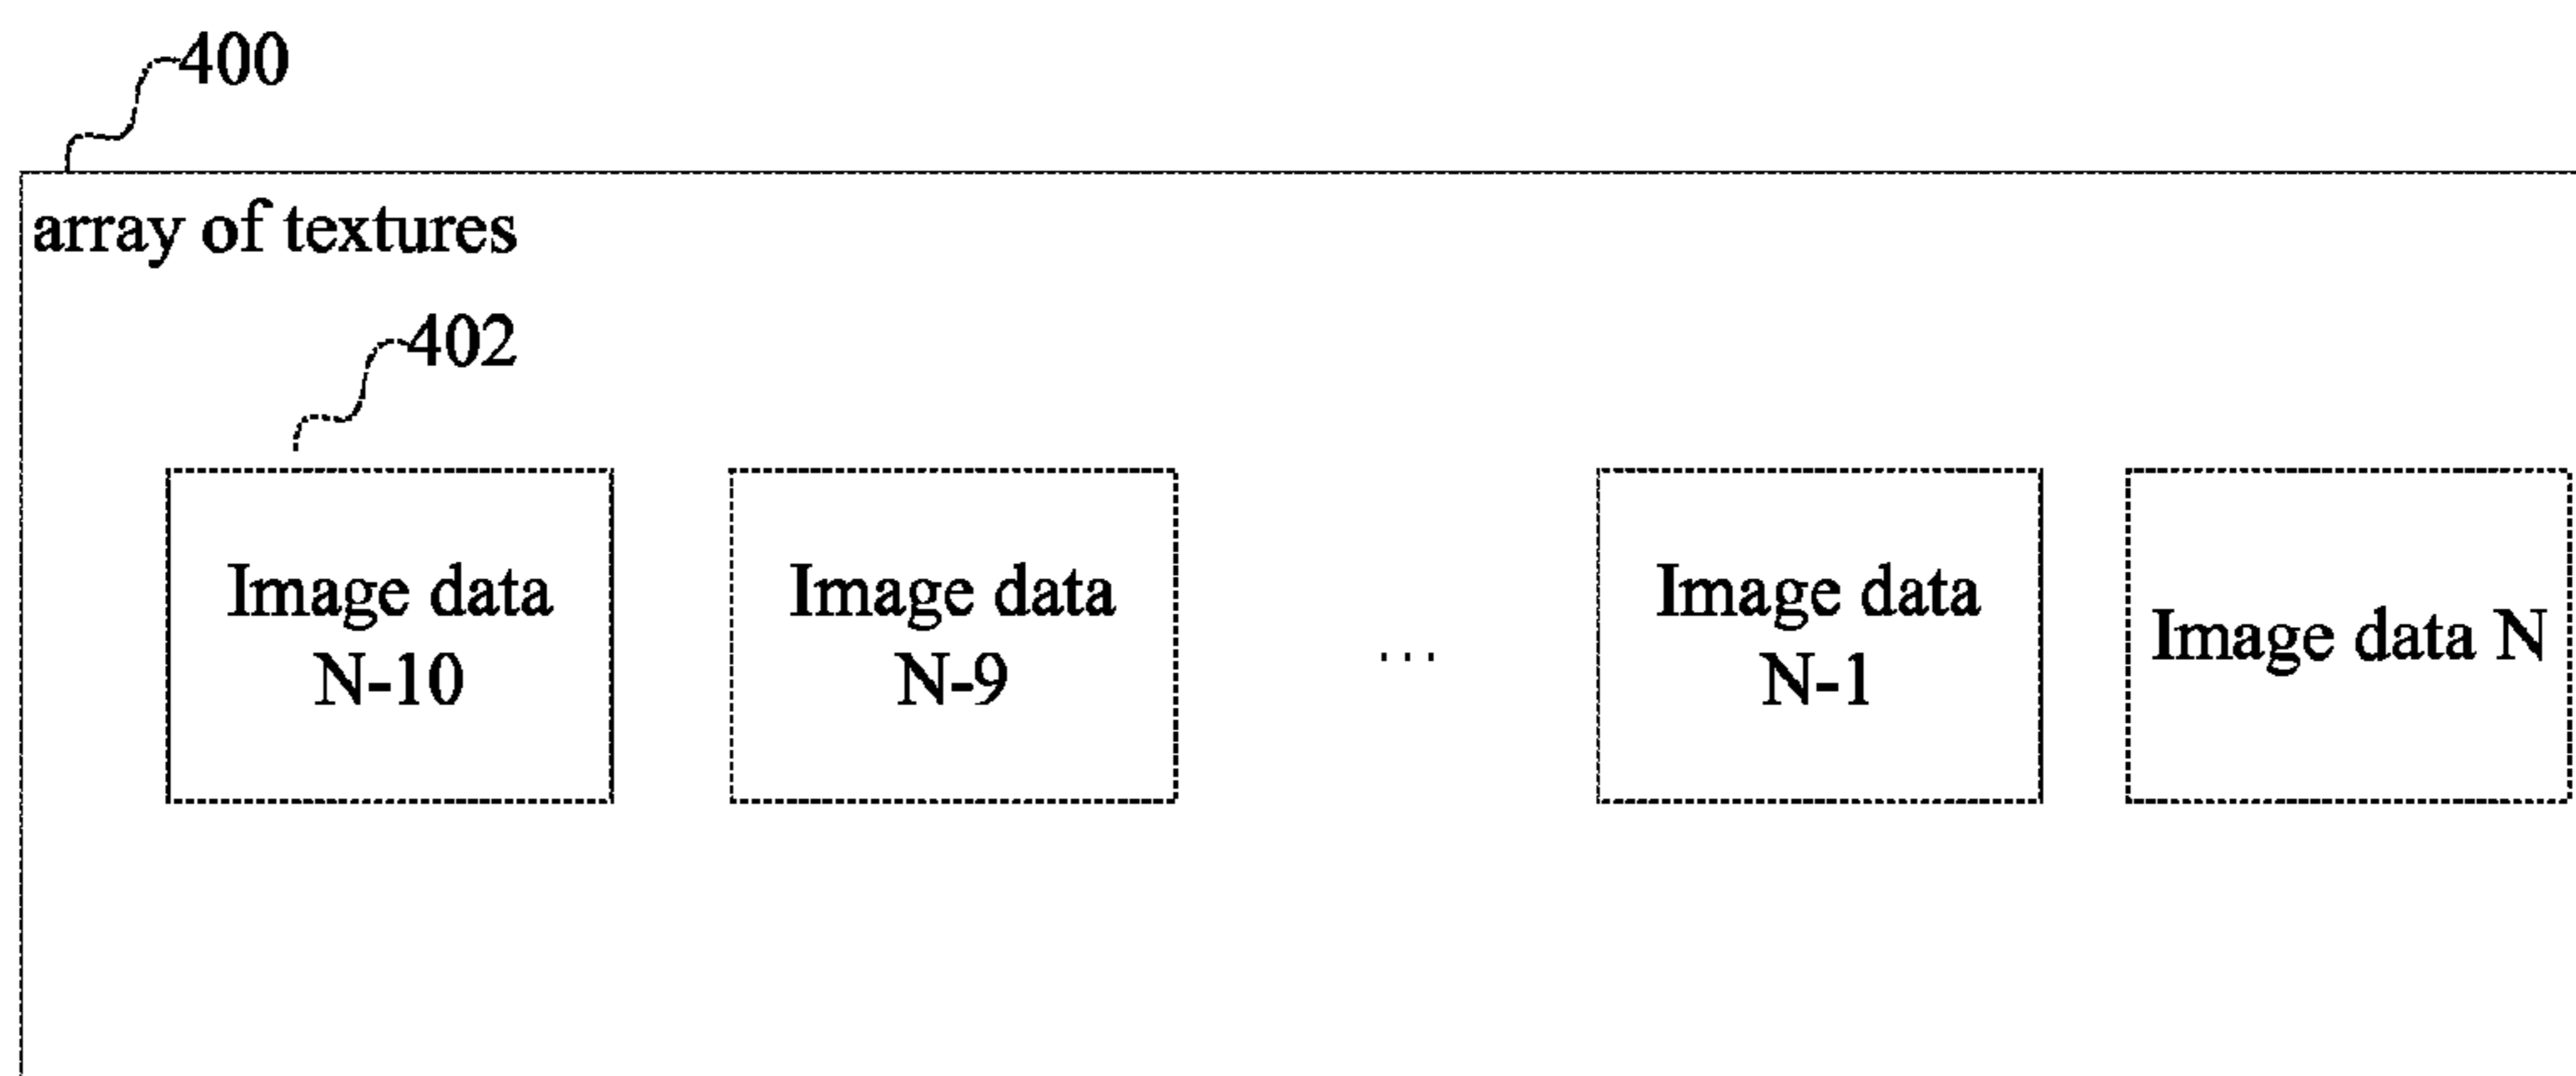 400
array of textures
402
Image data
N-10
Image data
N-9
...
Image data
N-1
Image data N